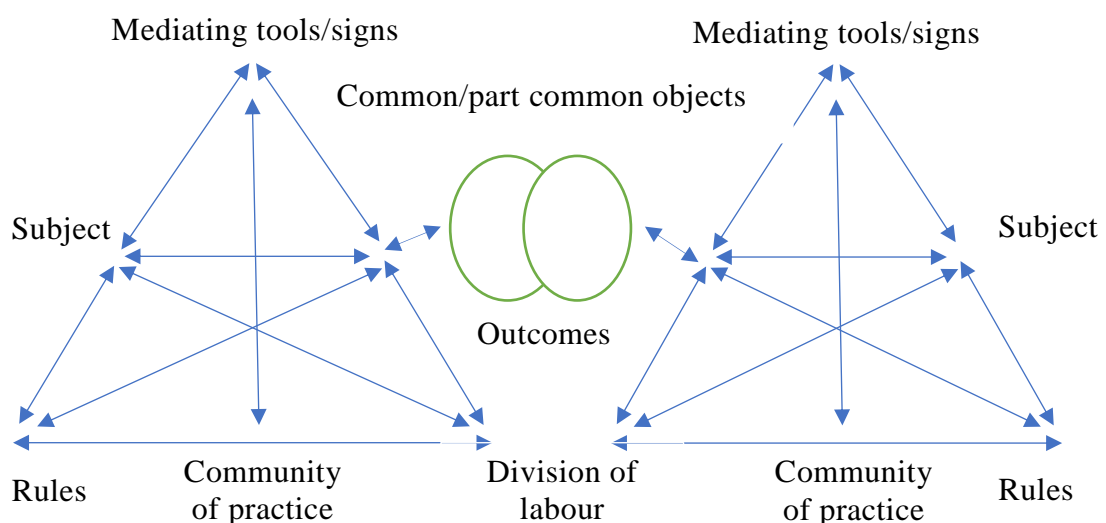 Mediating tools/signs
Mediating tools/signs
Common/part common objects
Subject
Subject
Outcomes
Rules
Community
of practice
Division of
labour
Community
of practice
Rules